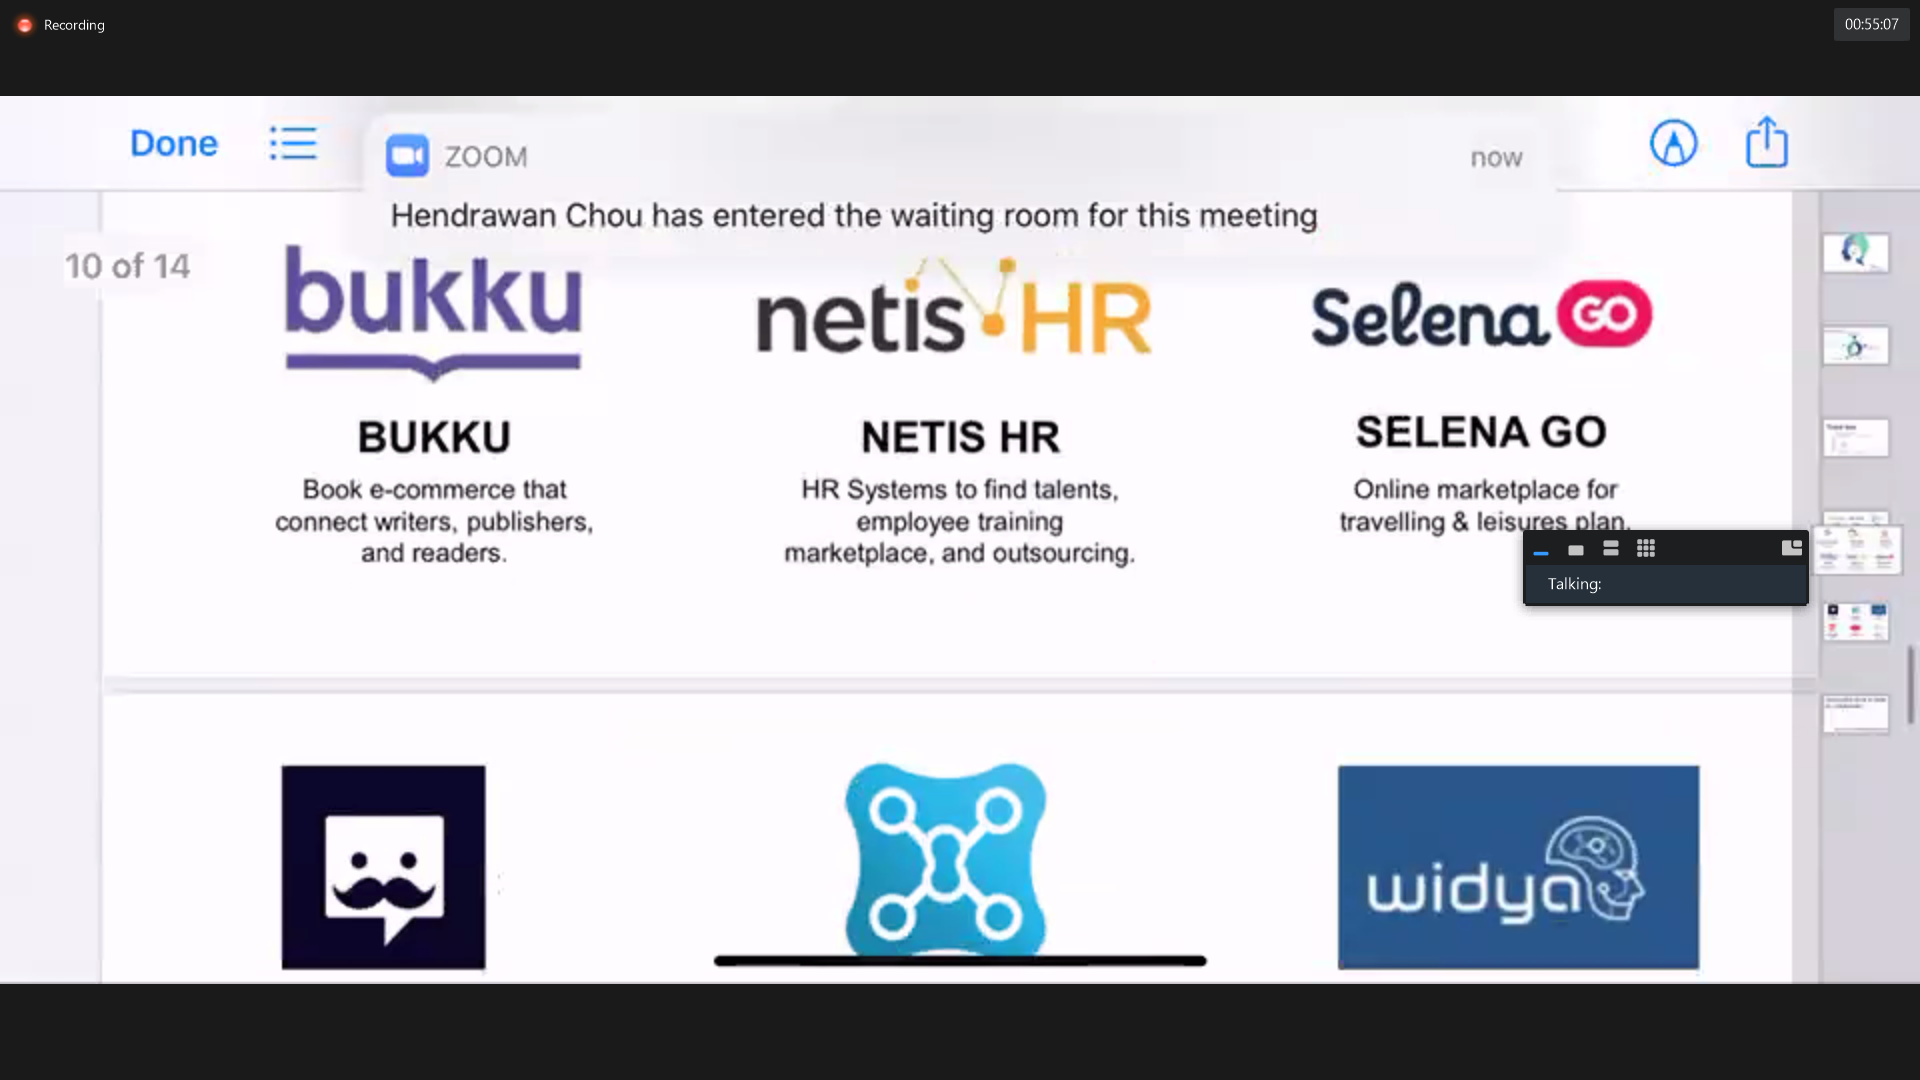 Recording
00:55:07
Done
ZOOM
now
Hendrawan Chou has entered the waiting room for this meeting
10 of 14
bukku
netis HR
Selena GO
BUKKU
NETIS HR
SELENA GO
Book e-commerce that
connect writers, publishers,
and readers.
HR Systems to find talents,
employee training
marketplace, and outsourcing.
Online marketplace for
travelling & leisures plan.
Talking:
widya